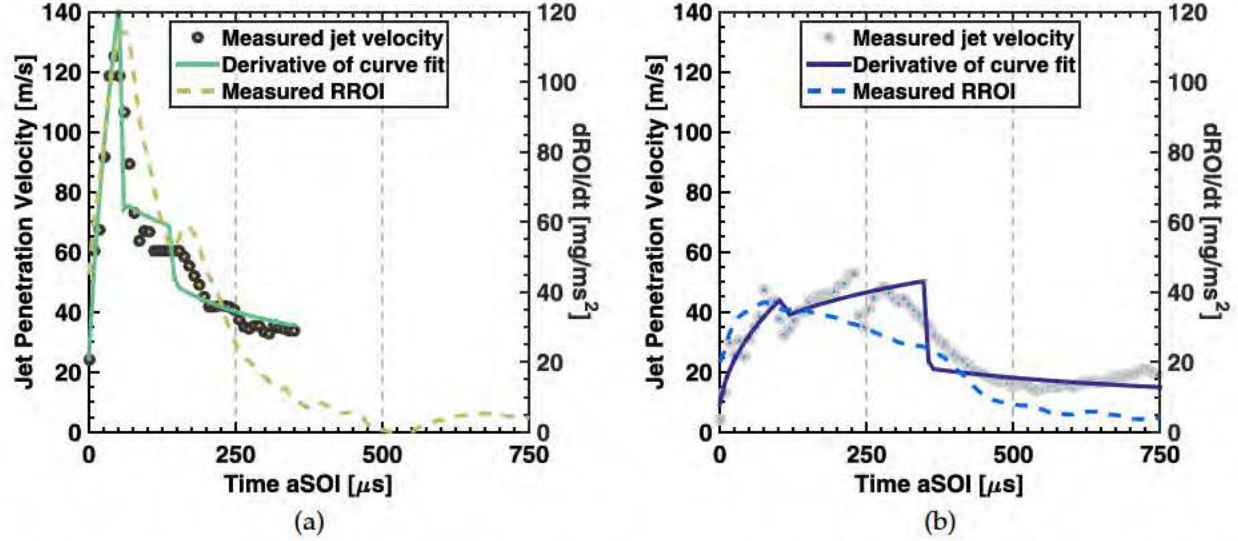 140
120
100
80
60
40
20
0
Jet Penetration Velocity [m/s]
Measured jet velocity
Derivative of curve fit
Measured RROI
120
100
80
60
40
20
0
dROI/dt [mg/ms²]
0
250
500
750
Time aSOI [μs]
(a)
140
120
100
80
60
40
20
0
Jet Penetration Velocity [m/s]
Measured jet velocity
Derivative of curve fit
Measured RROI
120
100
80
60
40
20
0
dROI/dt [mg/ms²]
0
250
500
750
Time aSOI [μs]
(b)